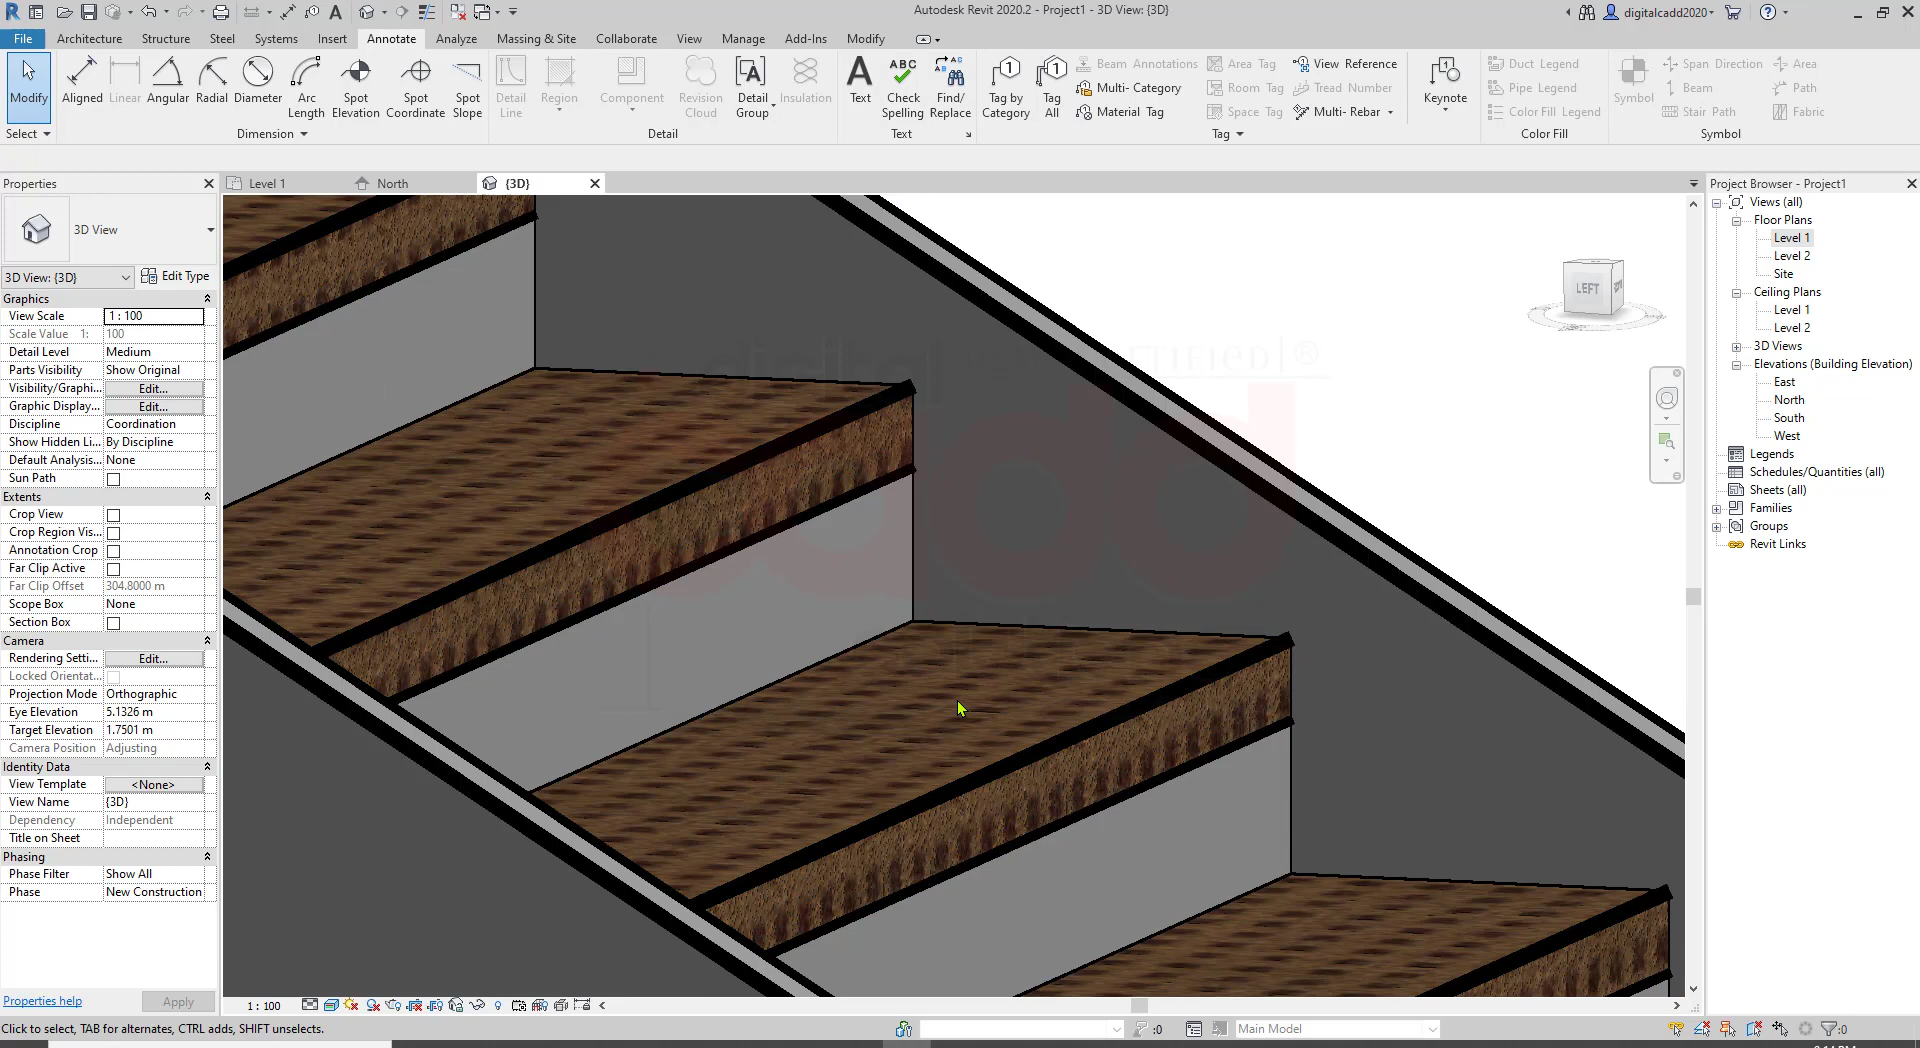 Autodesk Revit 2020.2 - Project1 - 3D View: {3D}
digitalcadd2020
File Architecture Structure Steel Systems Insert Annotate Analyze Massing & Site Collaborate View Manage Add-Ins Modify
Modify
Select
Aligned Linear Angular Radial Diameter Arc Length Spot Elevation Spot Coordinate Spot Slope
Dimension
Detail Line Region Component Revision Cloud Detail Group Insulation
Detail
Text Check Spelling Find/ Replace
Text
Tag by Category Tag All
Beam Annotations Area Tag View Reference
Multi- Category Room Tag Tread Number
Material Tag Space Tag Multi- Rebar
Tag
Keynote
Duct Legend
Pipe Legend
Color Fill Legend
Color Fill
Symbol
Span Direction Area
Beam Path
Stair Path Fabric
Symbol
Properties
3D View
3D View: {3D} Edit Type
Graphics
View Scale 1 : 100
Scale Value 1: 100
Detail Level Medium
Parts Visibility Show Original
Visibility/Graphi... Edit...
Graphic Display... Edit...
Discipline Coordination
Show Hidden Li... By Discipline
Default Analysis... None
Sun Path
Extents
Crop View
Crop Region Vis...
Annotation Crop
Far Clip Active
Far Clip Offset 304.8000 m
Scope Box None
Section Box
Camera
Rendering Setti... Edit...
Locked Orientat...
Projection Mode Orthographic
Eye Elevation 5.1326 m
Target Elevation 1.7501 m
Camera Position Adjusting
Identity Data
View Template <None>
View Name {3D}
Dependency Independent
Title on Sheet
Phasing
Phase Filter Show All
Phase New Construction
Properties help Apply
Level 1 North {3D}
LEFT
1 : 100
Project Browser - Project1
Views (all)
Floor Plans
Level 1
Level 2
Site
Ceiling Plans
Level 1
Level 2
3D Views
Elevations (Building Elevation)
East
North
South
West
Legends
Schedules/Quantities (all)
Sheets (all)
Families
Groups
Revit Links
Click to select, TAB for alternates, CTRL adds, SHIFT unselects.
:0
Main Model
:0